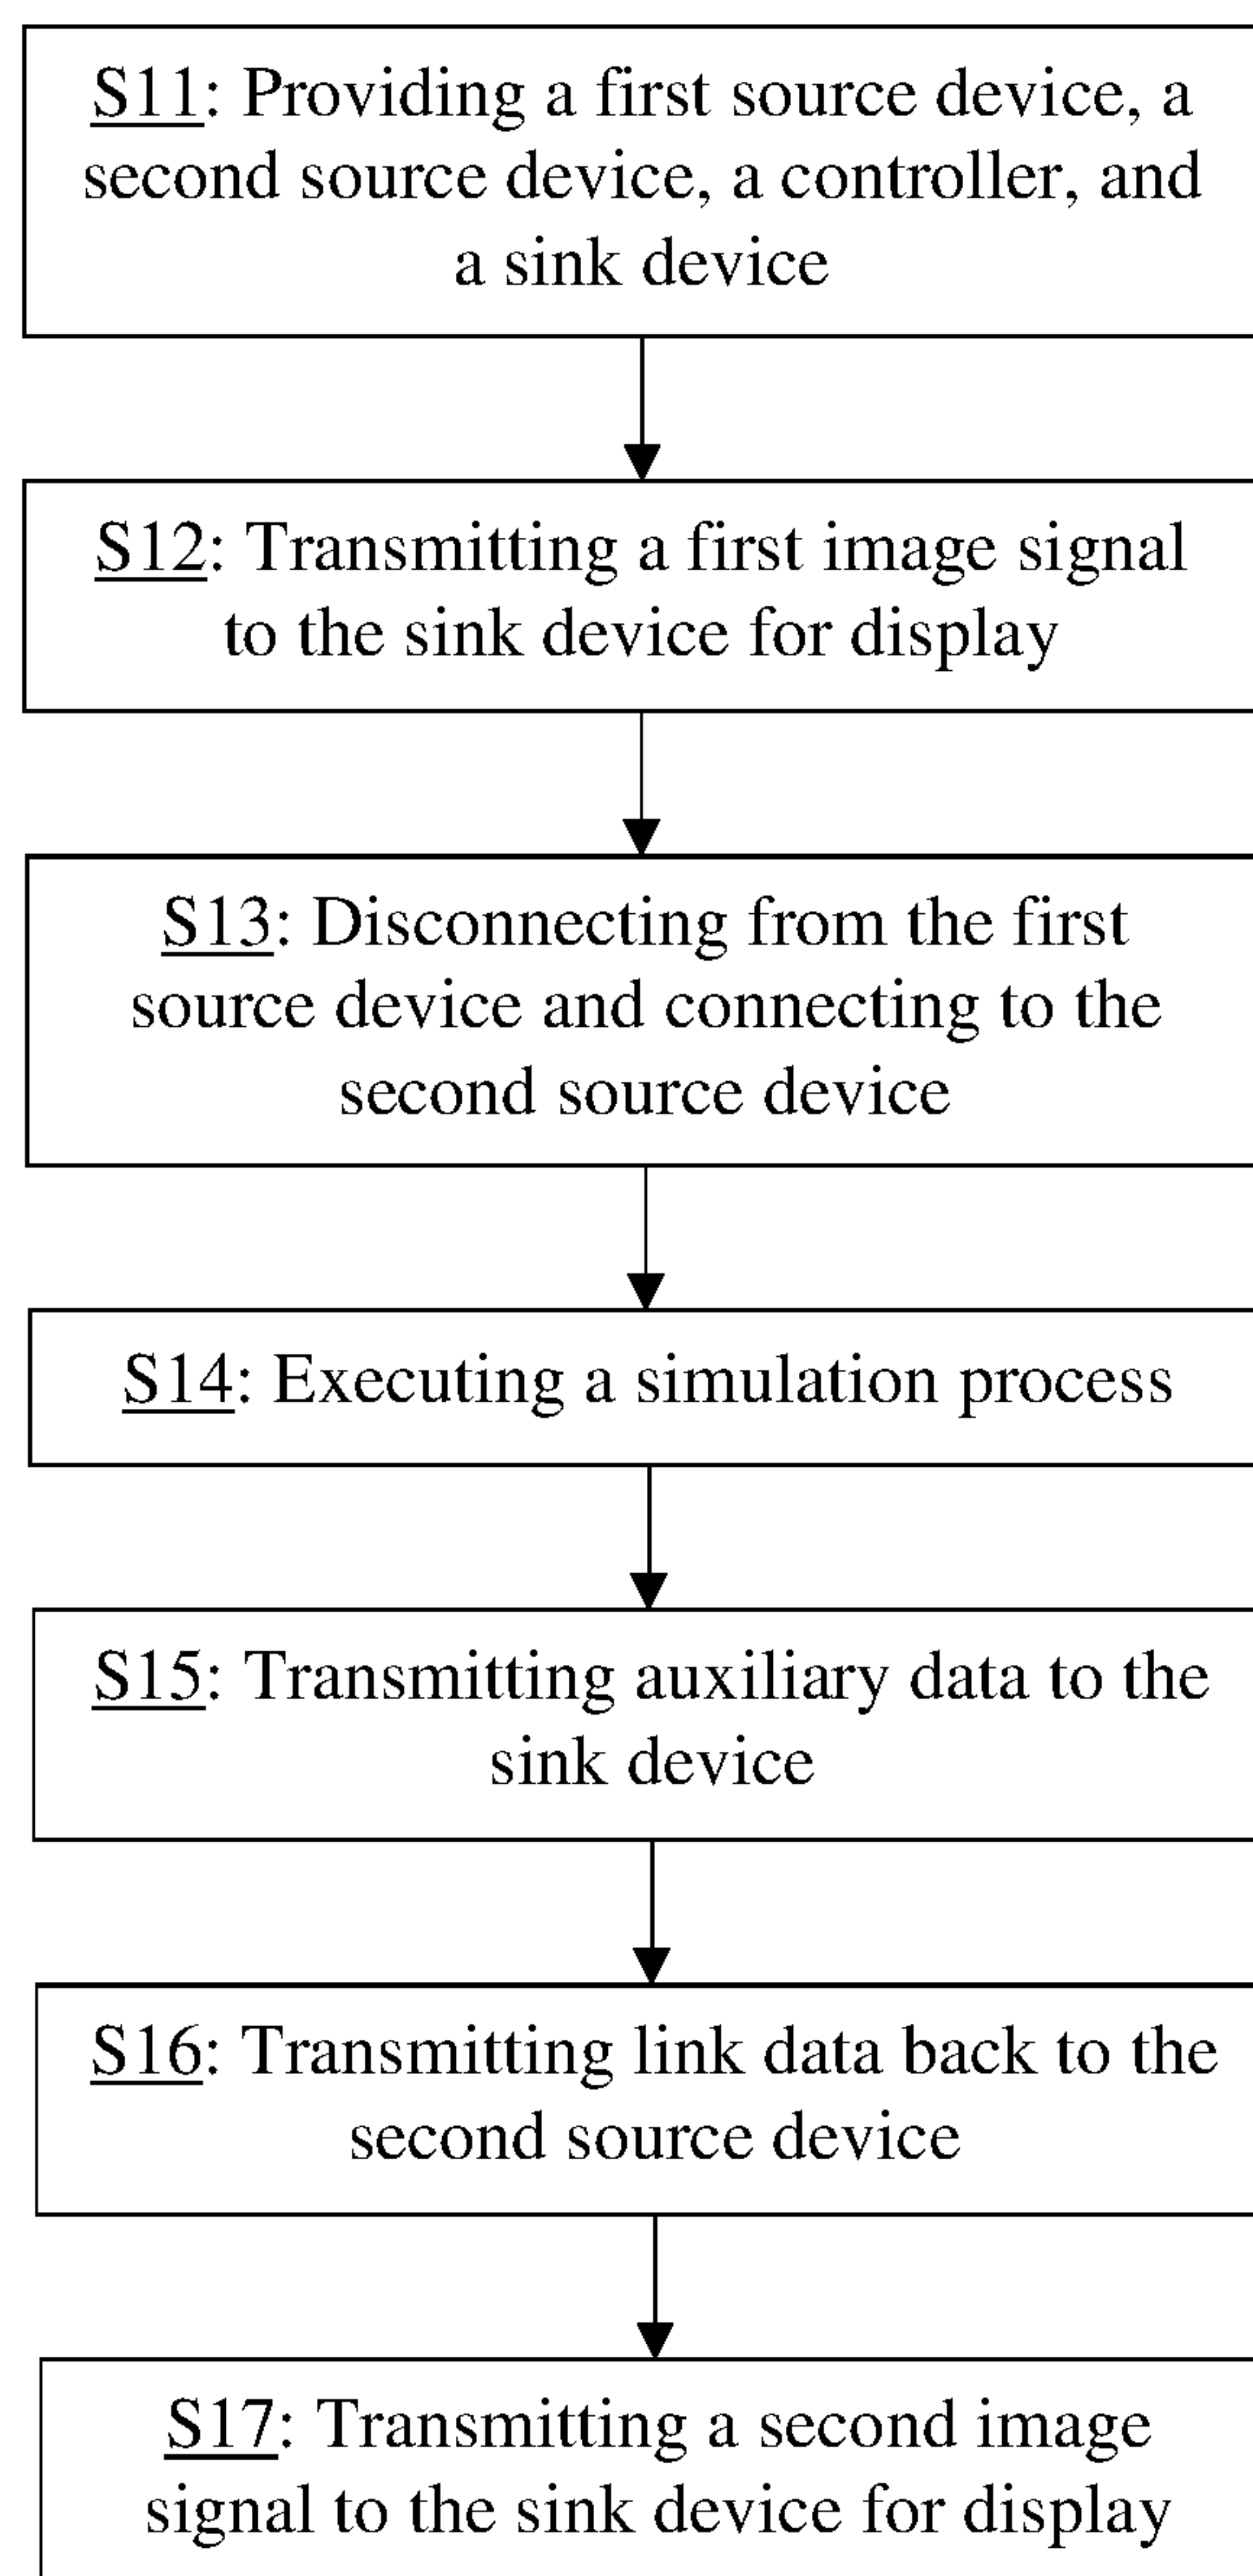 S11: Providing a first source device, a
second source device, a controller, and
a sink device
S12: Transmitting a first image signal
to the sink device for display
S13: Disconnecting from the first
source device and connecting to the
second source device
S14: Executing a simulation process
S15: Transmitting auxiliary data to the
sink device
S16: Transmitting link data back to the
second source device
S17: Transmitting a second image
signal to the sink device for display